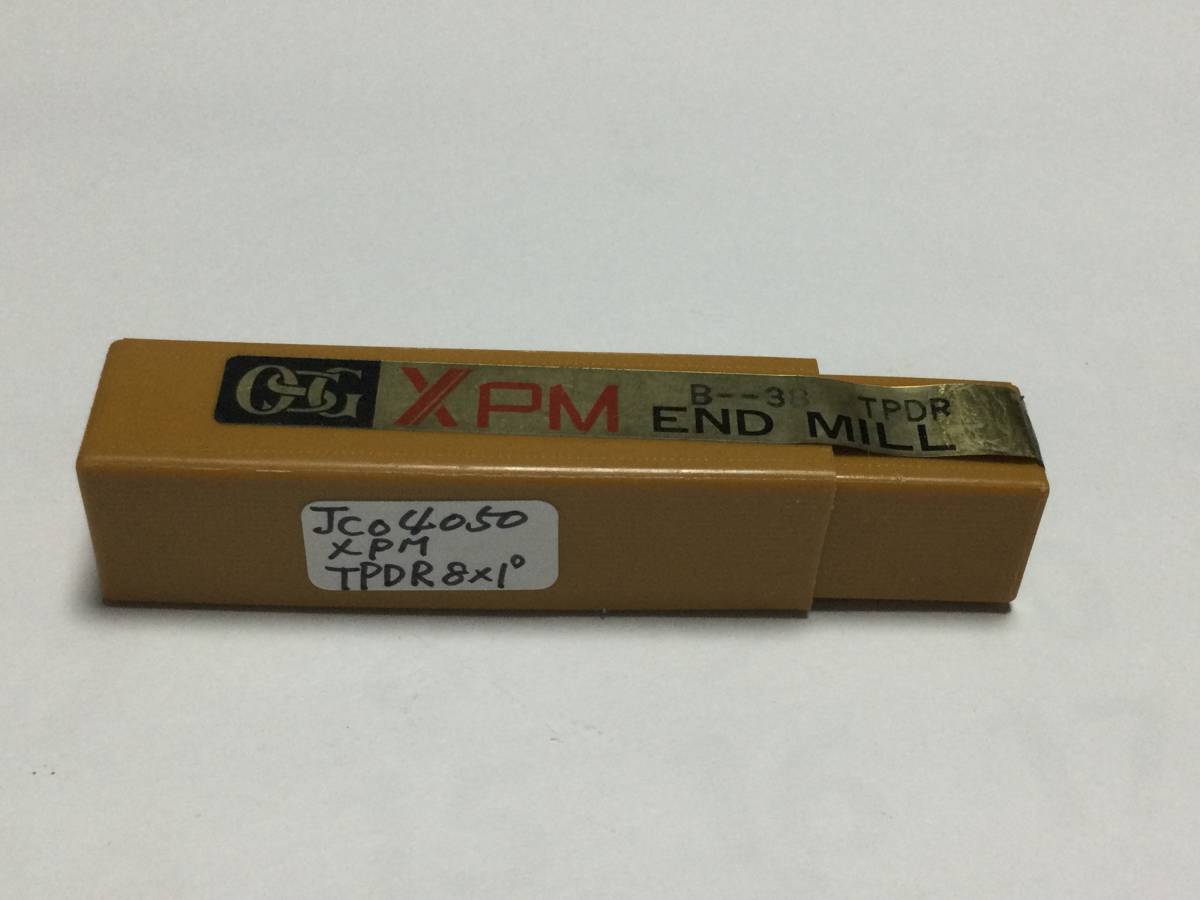 OSG XPM B--38 TPDR
END MILL
JC04050
XPM
TPDR8×1°